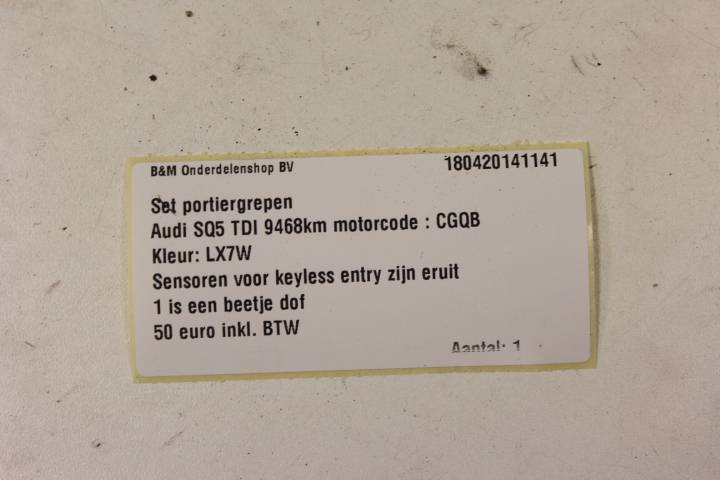 B&M Onderdelenshop BV 180420141141
Set portiergrepen
Audi SQ5 TDI 9468km motorcode : CGQB
Kleur: LX7W
Sensoren voor keyless entry zijn eruit
1 is een beetje dof
50 euro inkl. BTW
Aantal: 1